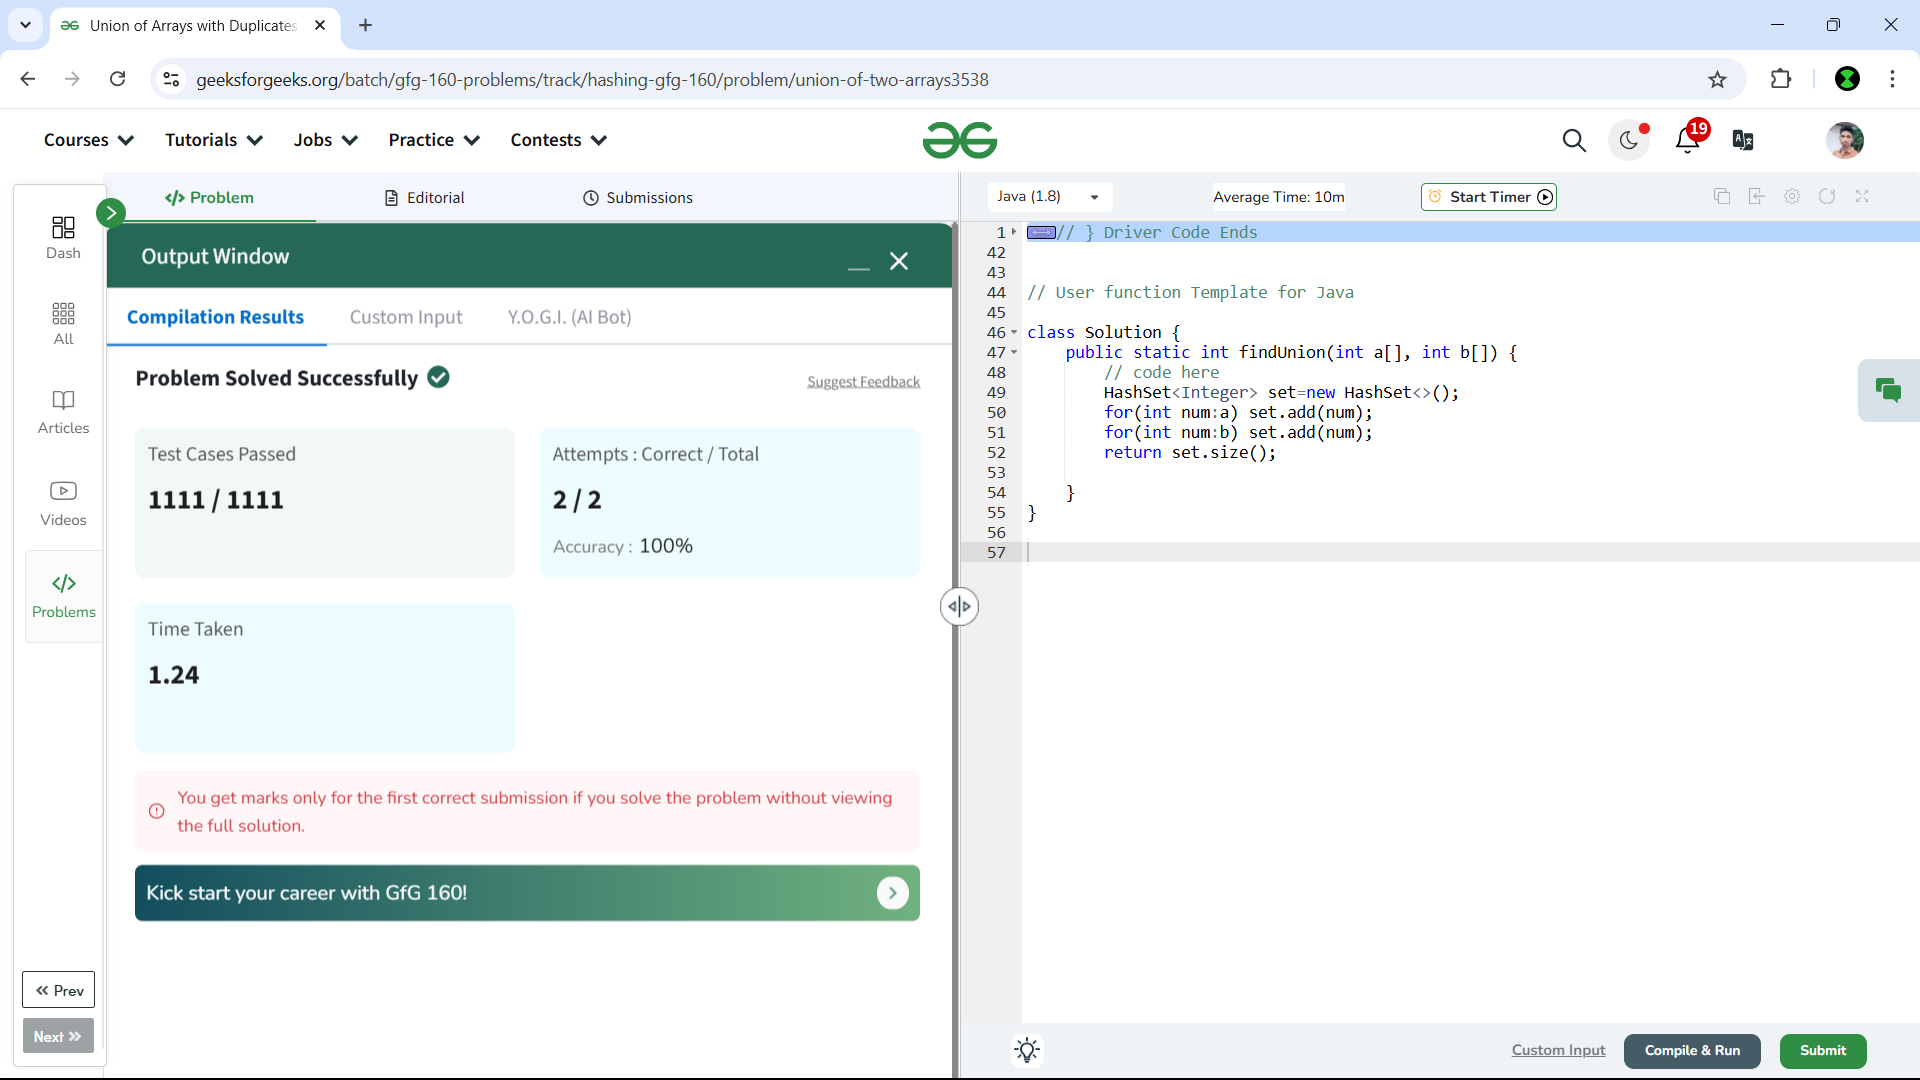 Union of Arrays with Duplicates
geeksforgeeks.org/batch/gfg-160-problems/track/hashing-gfg-160/problem/union-of-two-arrays3538
Courses Tutorials Jobs Practice Contests
19
Problem Editorial Submissions
Java (1.8) Average Time: 10m Start Timer
Dash
All
Articles
Videos
Problems
Prev
Next
Output Window
Compilation Results Custom Input Y.O.G.I. (AI Bot)
Problem Solved Successfully Suggest Feedback
Test Cases Passed
1111 / 1111
Attempts : Correct / Total
2 / 2
Accuracy : 100%
Time Taken
1.24
You get marks only for the first correct submission if you solve the problem without viewing
the full solution.
Kick start your career with GfG 160!
1 // } Driver Code Ends
42
43
44 // User function Template for Java
45
46 class Solution {
47 public static int findUnion(int a[], int b[]) {
48 // code here
49 HashSet<Integer> set=new HashSet<>();
50 for(int num:a) set.add(num);
51 for(int num:b) set.add(num);
52 return set.size();
53
54 }
55 }
56
57
Custom Input Compile & Run Submit